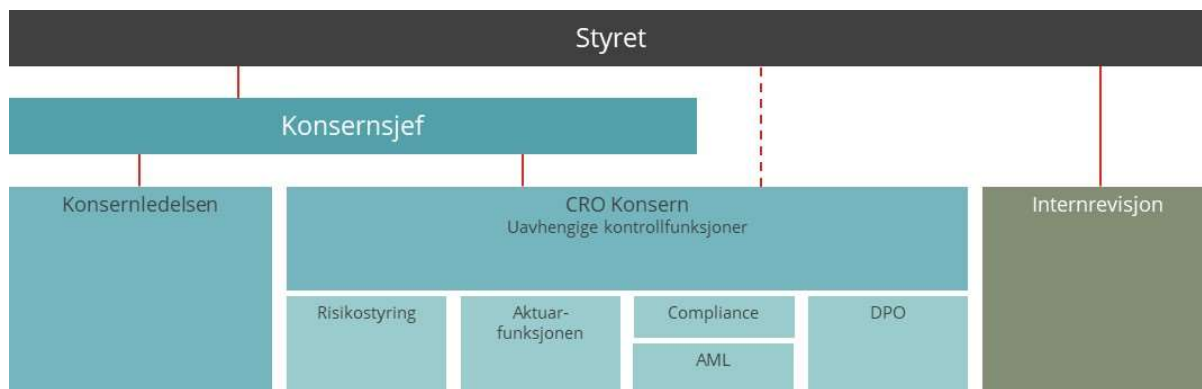 Styret
Konsernsjef
Konsernledelsen
CRO Konsern
Uavhengige kontrollfunksjoner
Internrevisjon
Risikostyring
Aktuar-
funksjonen
Compliance
DPO
AML